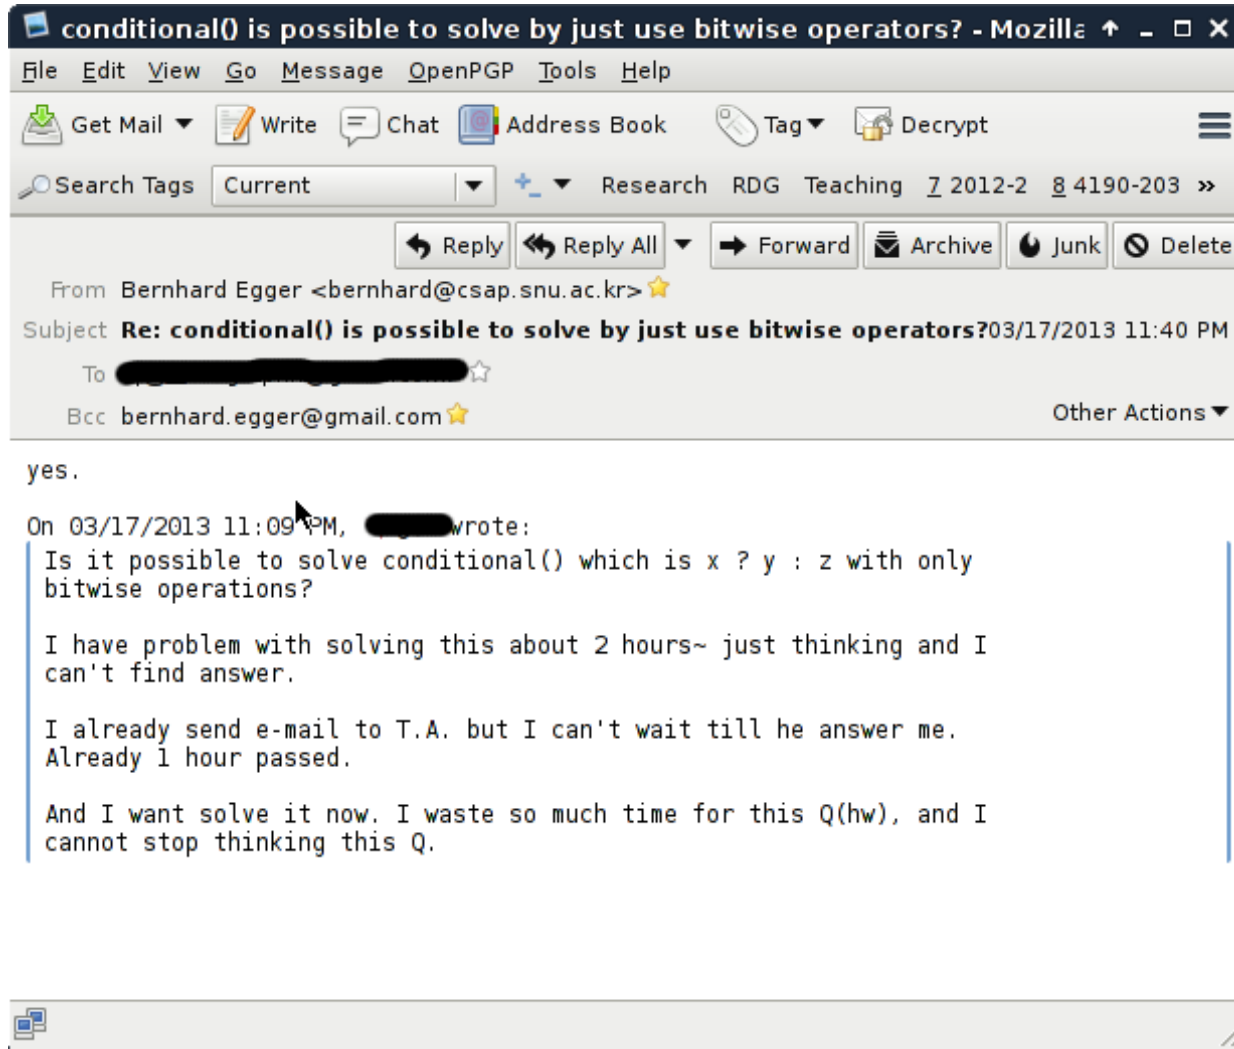 conditional() is possible to solve by just use bitwise operators? - Mozilla
File Edit View Go Message OpenPGP Tools Help
Get Mail Write Chat Address Book Tag Decrypt
Search Tags Current Research RDG Teaching 7 2012-2 8 4190-203 »
Reply Reply All Forward Archive Junk Delete
From Bernhard Egger <bernhard@csap.snu.ac.kr>
Subject Re: conditional() is possible to solve by just use bitwise operators? 03/17/2013 11:40 PM
To
Bcc bernhard.egger@gmail.com Other Actions
yes.
On 03/17/2013 11:09 PM, wrote:
Is it possible to solve conditional() which is x ? y : z with only
bitwise operations?
I have problem with solving this about 2 hours~ just thinking and I
can't find answer.
I already send e-mail to T.A. but I can't wait till he answer me.
Already 1 hour passed.
And I want solve it now. I waste so much time for this Q(hw), and I
cannot stop thinking this Q.